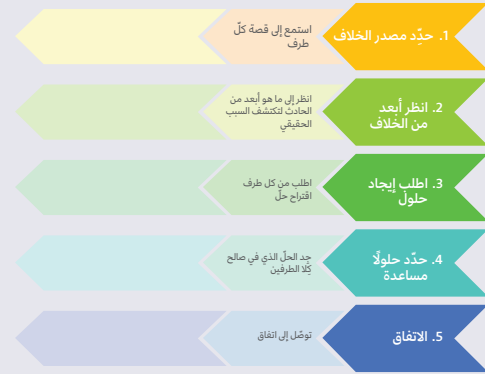 1. حدّد مصدر الخلاف
استمع إلى قصة كلّ
طرف
2. انظر أبعد
من الخلاف
انظر إلى ما هو أبعد من
الحادث لتكتشف السبب
الحقيقي
3. اطلب إيجاد
حلول
اطلب من كل طرف
اقتراح حلّ
4. حدّد حلولًا
مساعدة
جِد الحلّ الذي في صالح
كِلا الطرفين
5. الاتفاق
توصّل إلى اتفاق